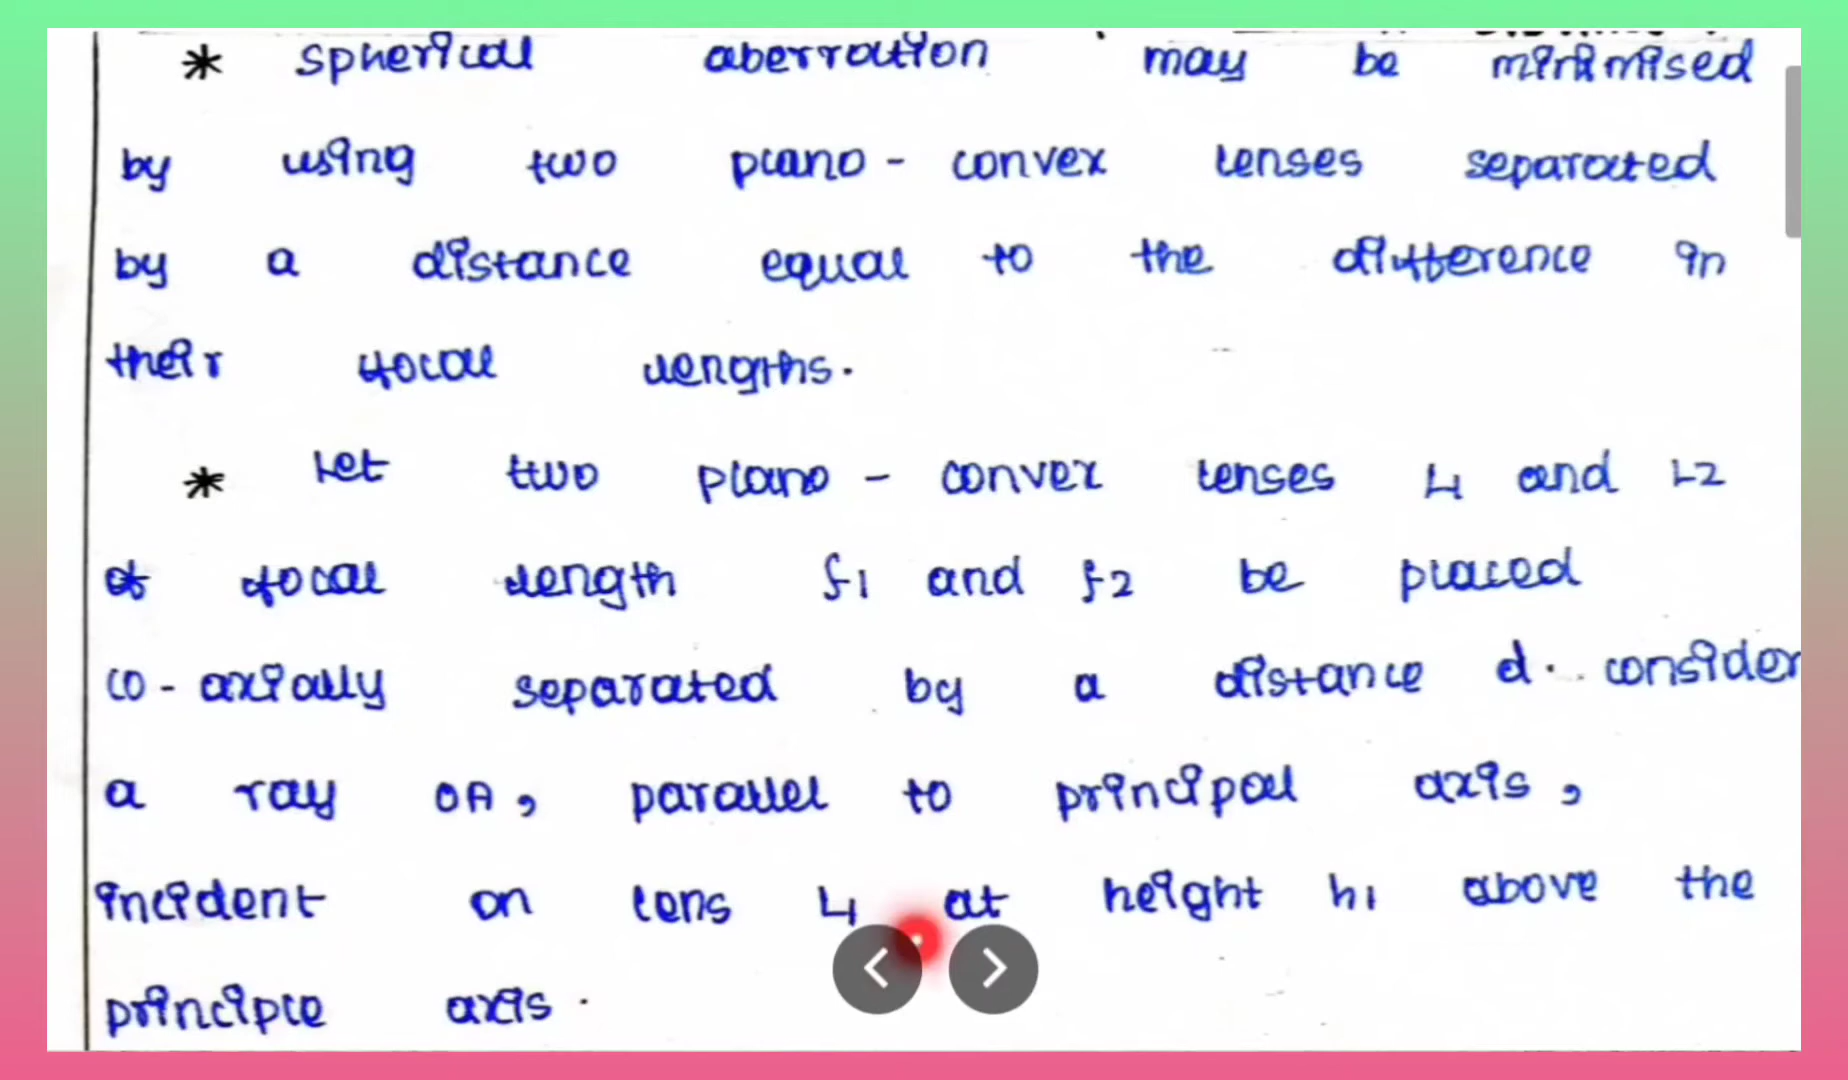 * spherical aberration may be minimised
by using two plano - convex lenses separated
by a distance equal to the difference in
their focal lengths.
* Let two plano - convex lenses L1 and L2
of focal length f1 and f2 be placed
co - axially separated by a distance d. consider
a ray OA, parallel to principal axis,
incident on lens L1 at height h1 above the
principle axis.